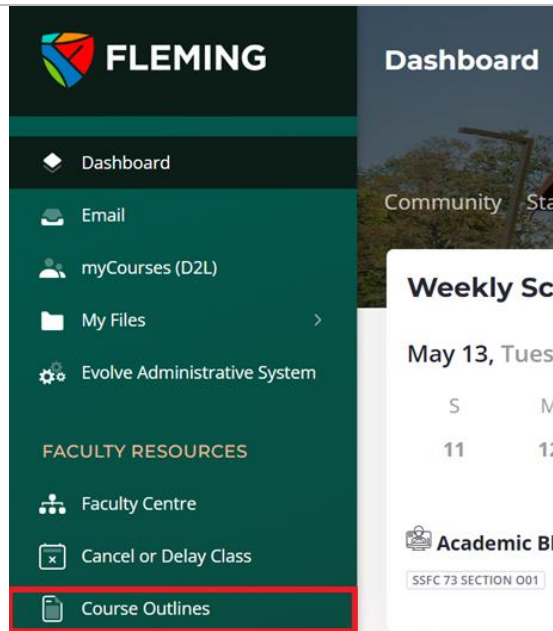 FLEMING
Dashboard
Email
myCourses (D2L)
My Files
Evolve Administrative System
FACULTY RESOURCES
Faculty Centre
Cancel or Delay Class
Course Outlines
Dashboard
Community
Weekly
May 13, Tues
S M
11
Academic
SSFC 73 SECTION O01